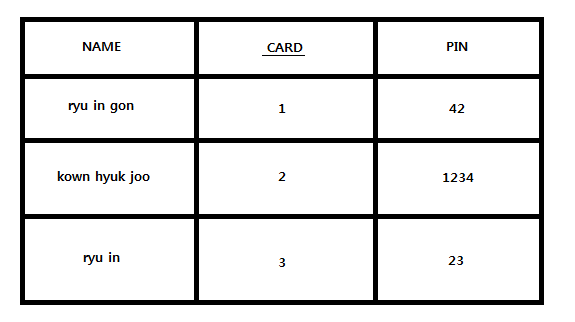 NAME CARD PIN
ryu in gon 1 42
kown hyuk joo 2 1234
ryu in 3 23